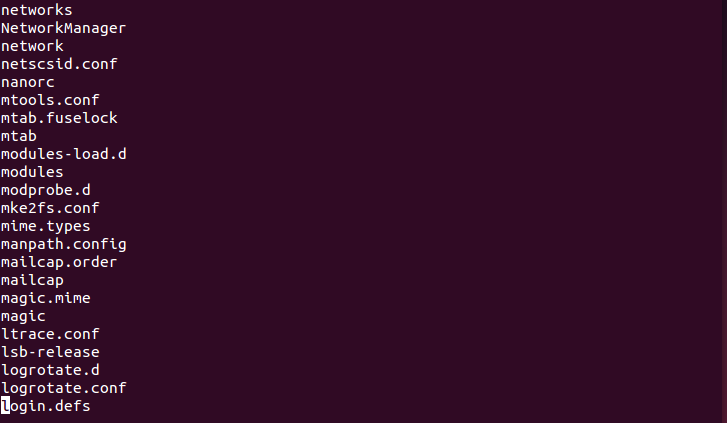 networks
NetworkManager
network
netscsid.conf
nanorc
mtools.conf
mtab.fuselock
mtab
modules-load.d
modules
modprobe.d
mke2fs.conf
mime.types
manpath.config
mailcap.order
mailcap
magic.mime
magic
ltrace.conf
lsb-release
logrotate.d
logrotate.conf
login.defs